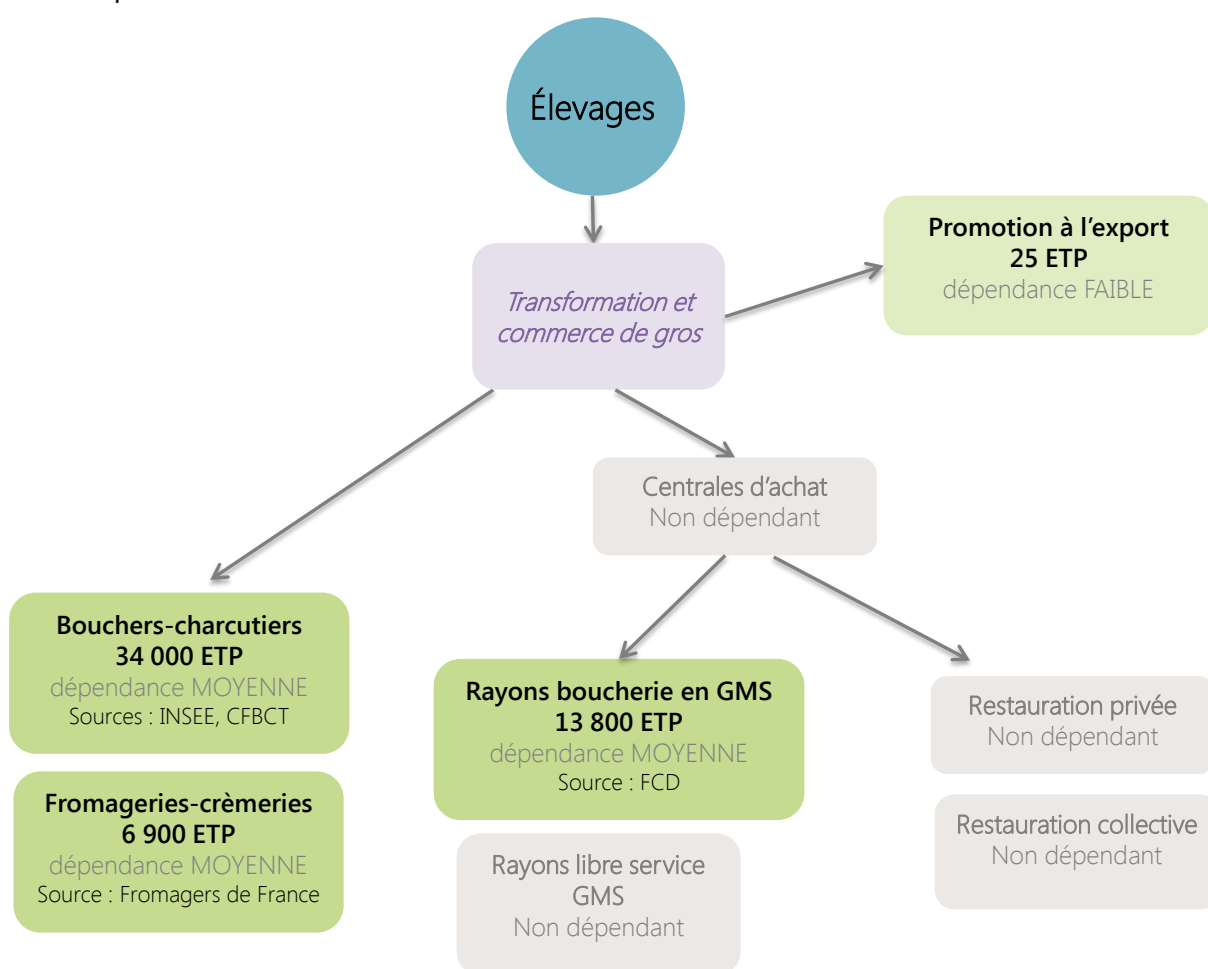 Élevages
Promotion à l'export
25 ETP
dépendance FAIBLE
Transformation et
commerce de gros
Centrales d'achat
Non dépendant
Bouchers-charcutiers
34 000 ETP
dépendance MOYENNE
Sources : INSEE, CFBCT
Rayons boucherie en GMS
13 800 ETP
dépendance MOYENNE
Source : FCD
Restauration privée
Non dépendant
Fromageries-crèmeries
6 900 ETP
dépendance MOYENNE
Source : Fromagers de France
Rayons libre service
GMS
Non dépendant
Restauration collective
Non dépendant